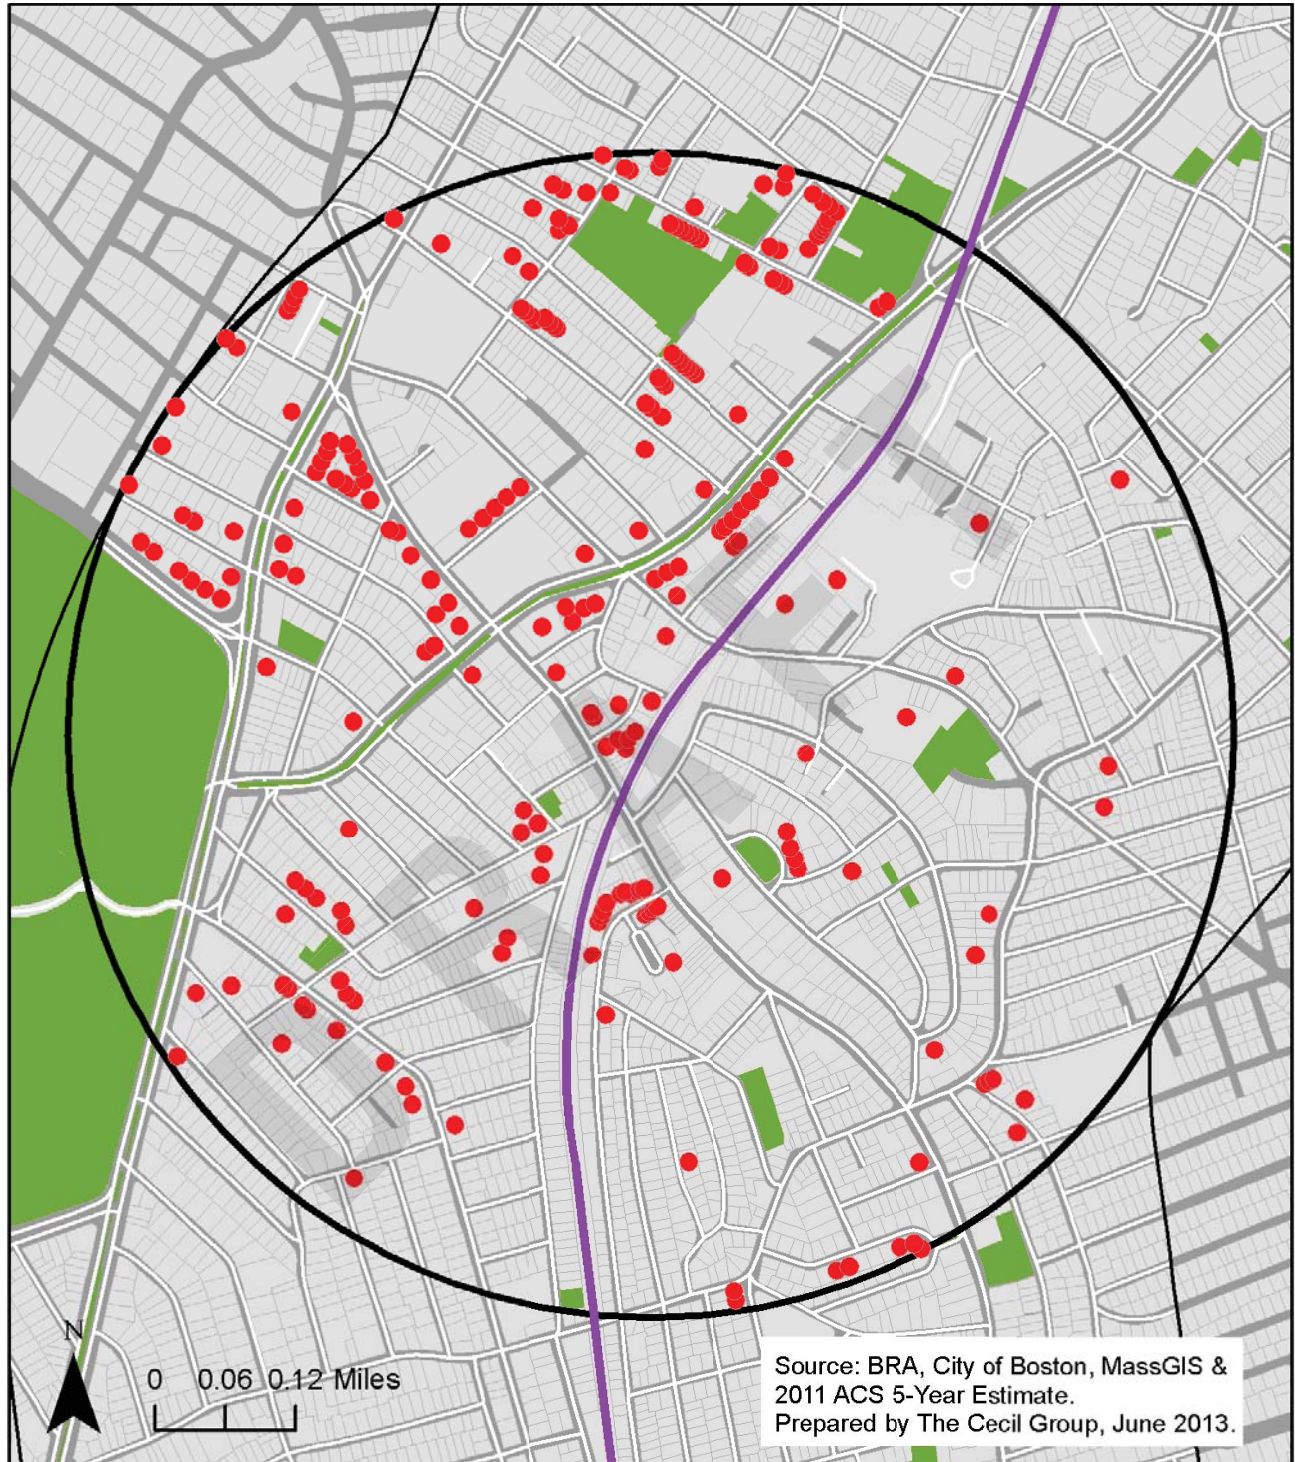 N
0 0.06 0.12 Miles
Source: BRA, City of Boston, MassGIS &
2011 ACS 5-Year Estimate.
Prepared by The Cecil Group, June 2013.